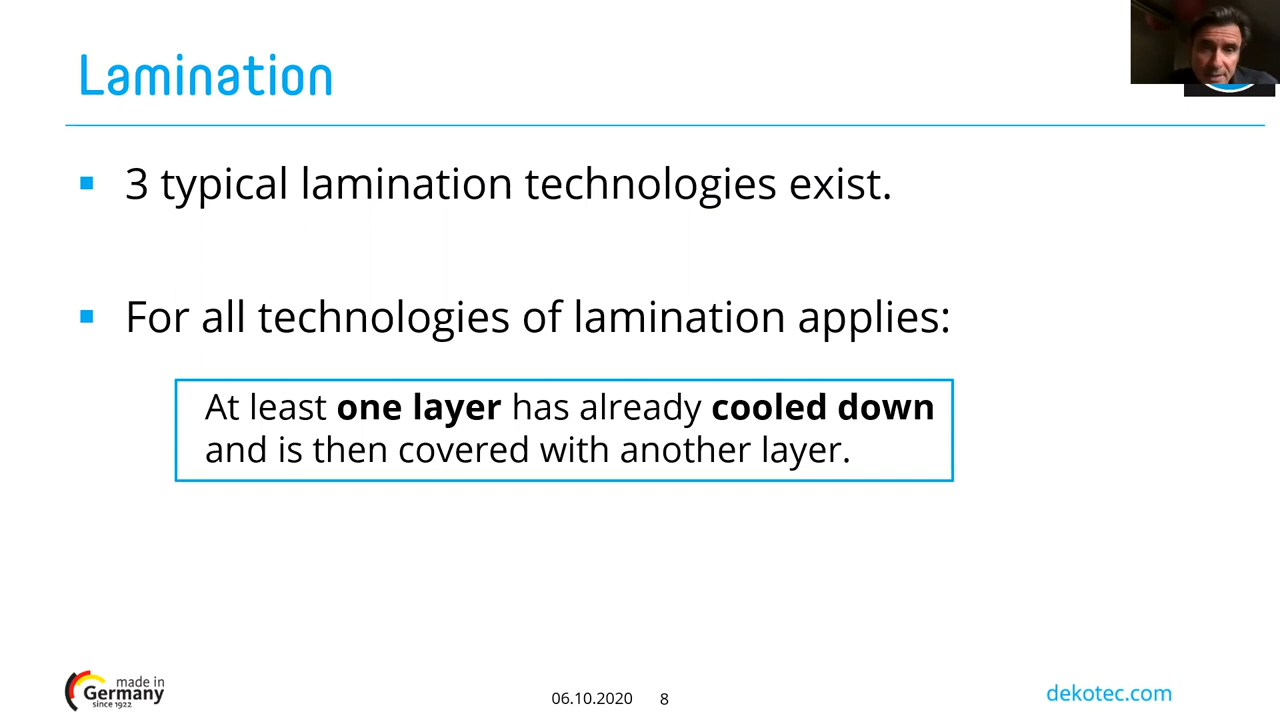 Lamination
3 typical lamination technologies exist.
For all technologies of lamination applies:
At least one layer has already cooled down
and is then covered with another layer.
made in
Germany
since 1922
06.10.2020
8
dekotec.com